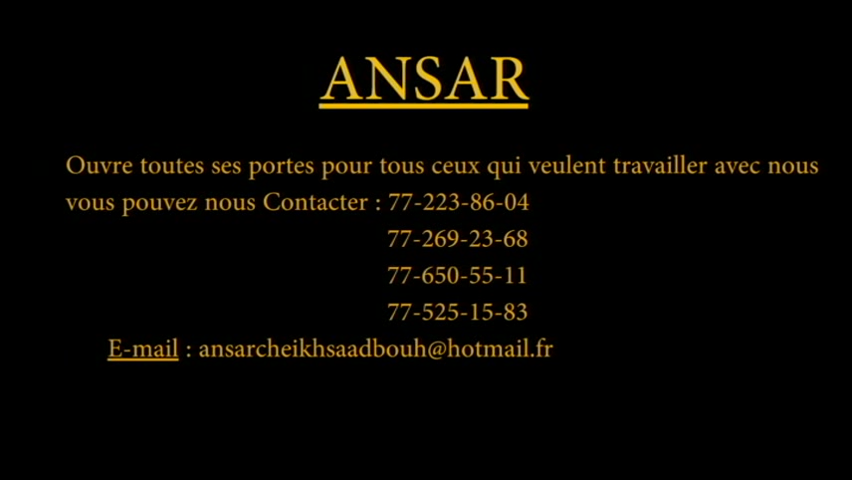 ANSAR
Ouvre toutes ses portes pour tous ceux qui veulent travailler avec nous
vous pouvez nous Contacter : 77-223-86-04
77-269-23-68
77-650-55-11
77-525-15-83
E-mail : ansarcheikhsaadbouh@hotmail.fr